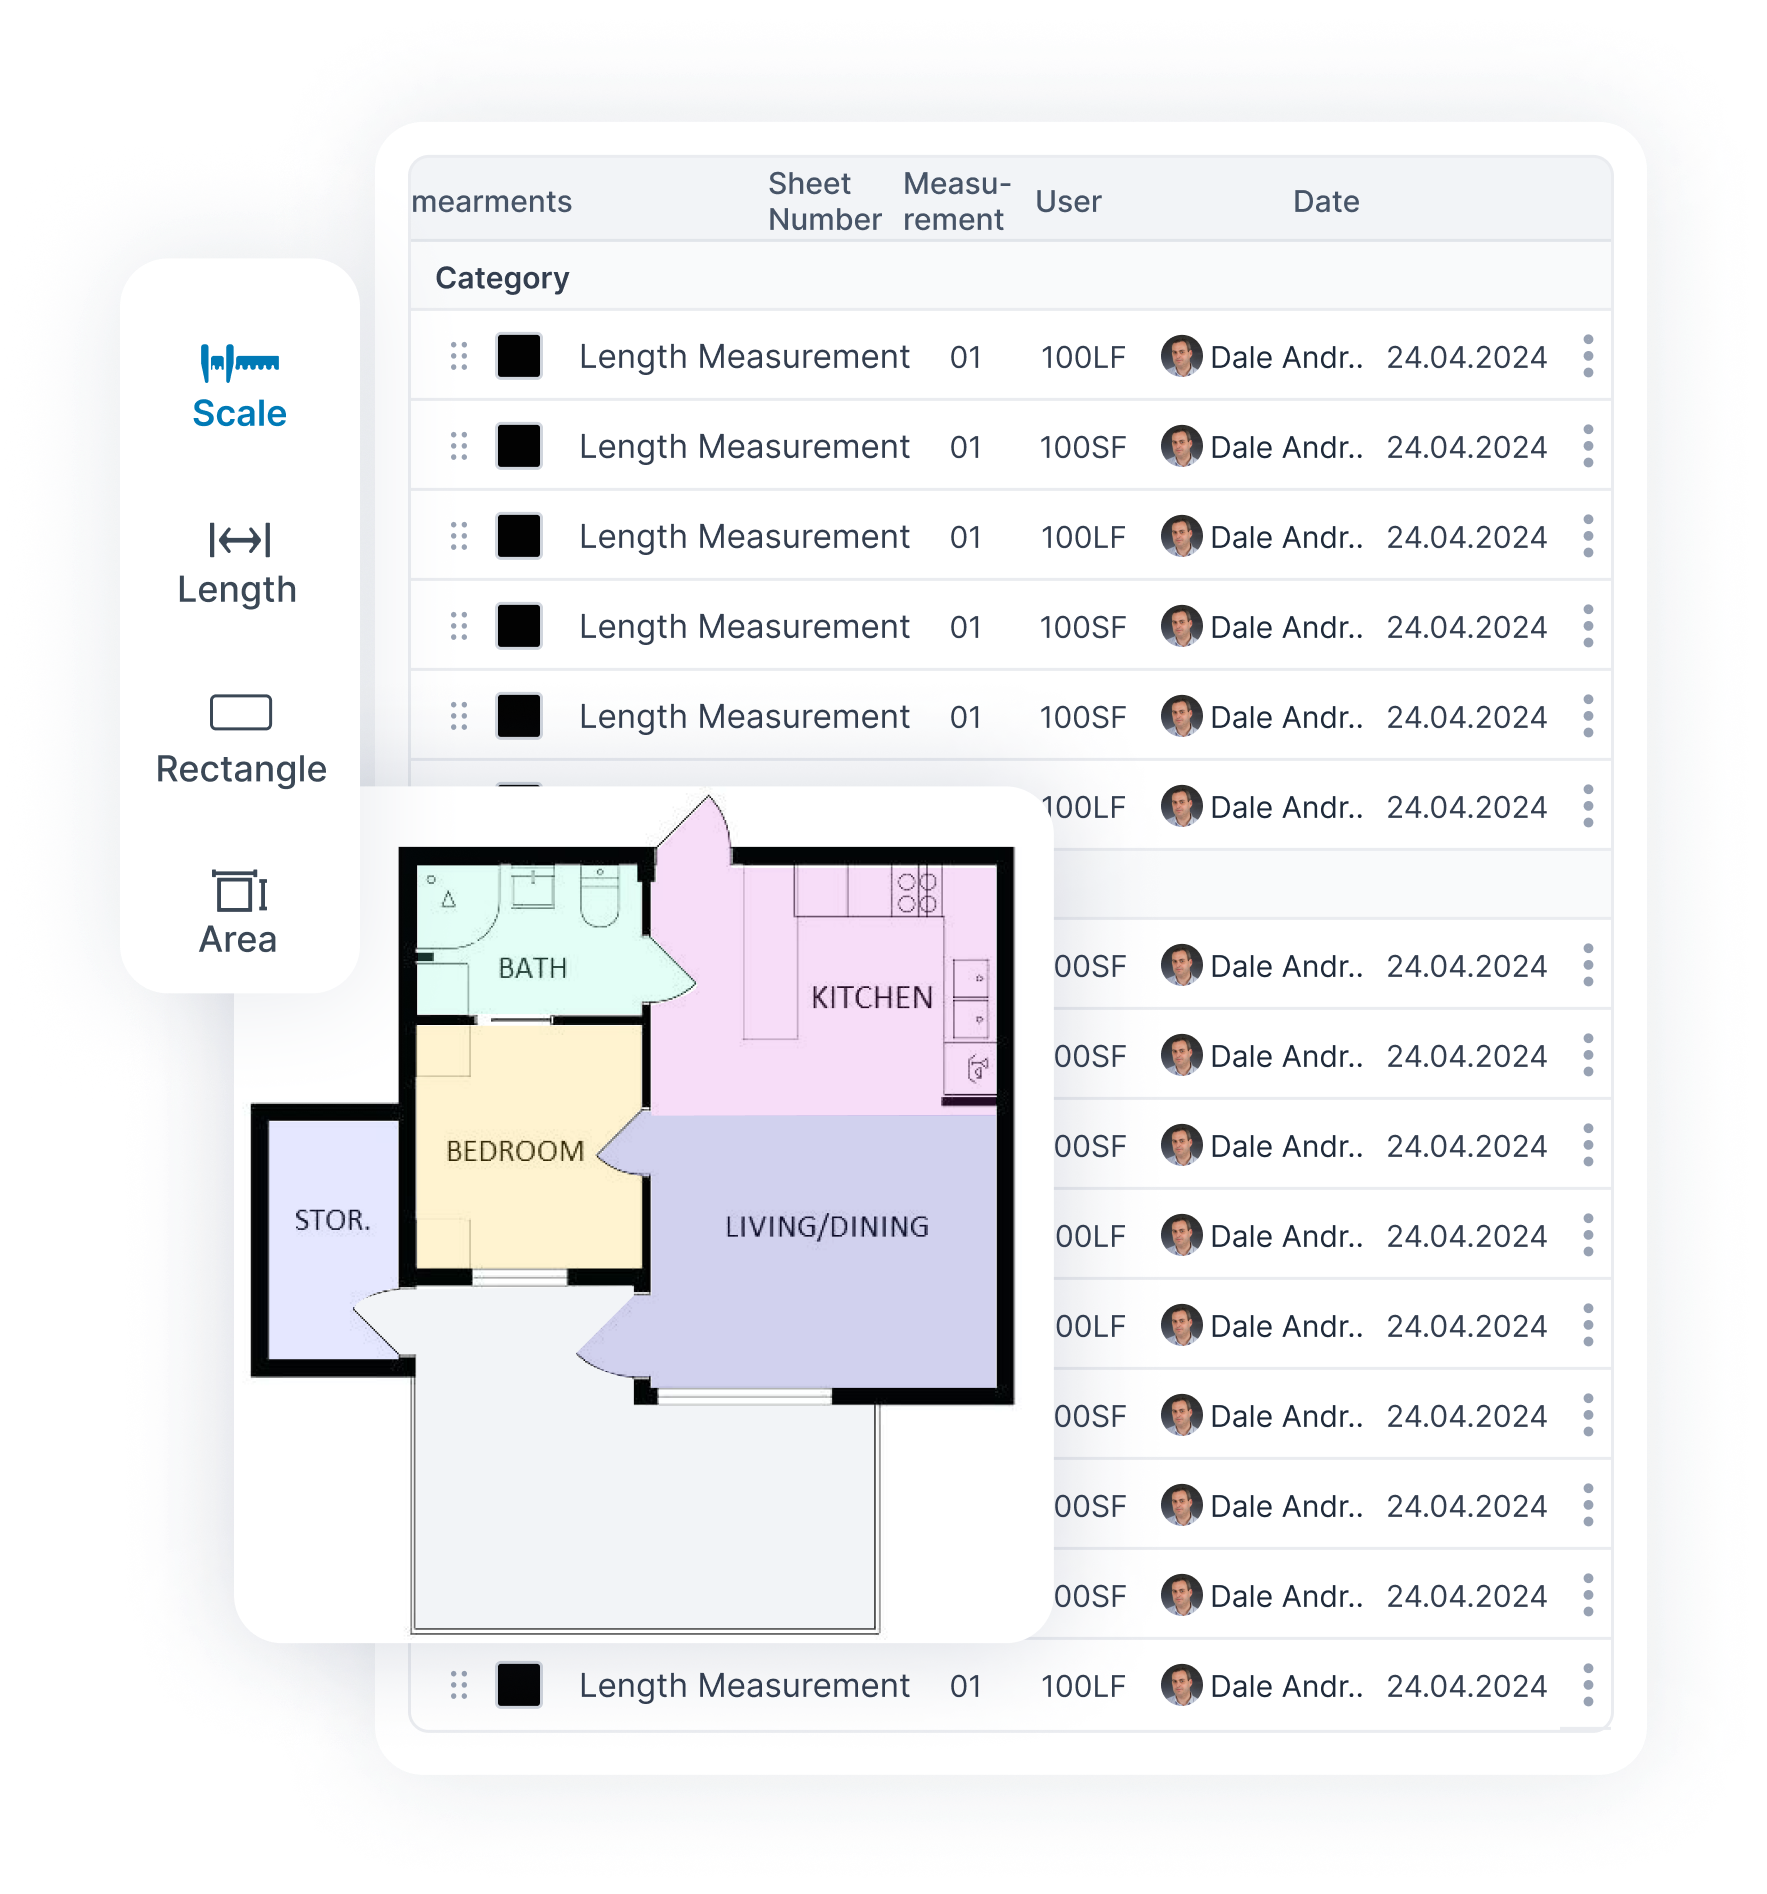 mearments Sheet Number Measu-rement User Date
Category
Length Measurement 01 100LF Dale Andr.. 24.04.2024
Length Measurement 01 100SF Dale Andr.. 24.04.2024
Length Measurement 01 100LF Dale Andr.. 24.04.2024
Length Measurement 01 100SF Dale Andr.. 24.04.2024
Length Measurement 01 100SF Dale Andr.. 24.04.2024
100LF Dale Andr.. 24.04.2024
00SF Dale Andr.. 24.04.2024
00SF Dale Andr.. 24.04.2024
00SF Dale Andr.. 24.04.2024
00LF Dale Andr.. 24.04.2024
00LF Dale Andr.. 24.04.2024
00SF Dale Andr.. 24.04.2024
00SF Dale Andr.. 24.04.2024
00SF Dale Andr.. 24.04.2024
Length Measurement 01 100LF Dale Andr.. 24.04.2024
Scale
Length
Rectangle
Area
BATH
KITCHEN
BEDROOM
STOR.
LIVING/DINING